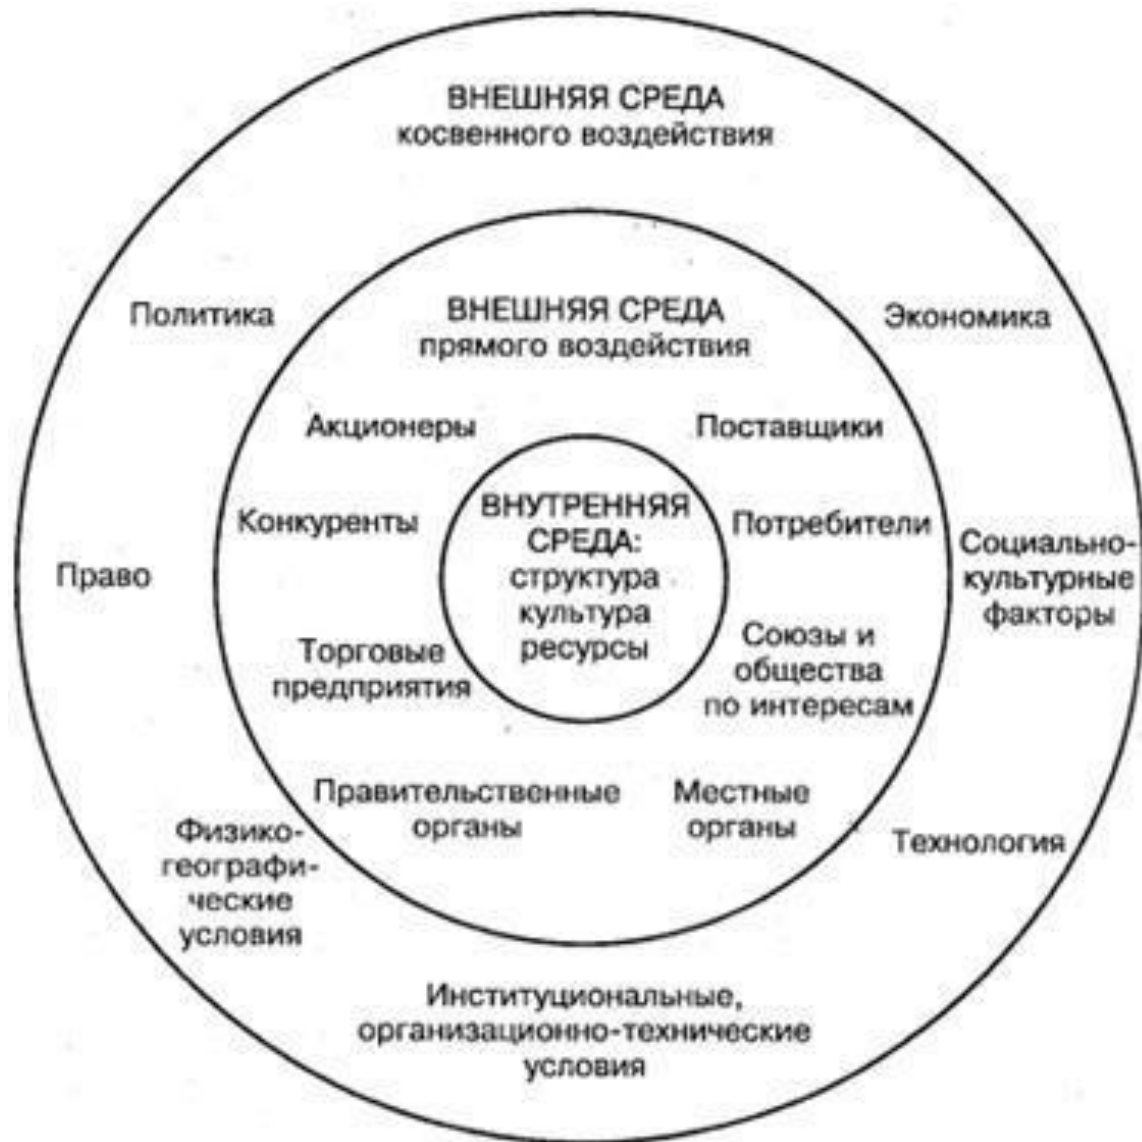 ВНЕШНЯЯ СРЕДА
косвенного воздействия
Политика
Экономика
ВНЕШНЯЯ СРЕДА
прямого воздействия
Акционеры
Поставщики
Конкуренты
Потребители
ВНУТРЕННЯЯ
СРЕДА:
структура
культура
ресурсы
Право
Социально-
культурные
факторы
Торговые
предприятия
Союзы и
общества
по интересам
Правительственные
органы
Местные
органы
Физико-
географи-
ческие
условия
Технология
Институциональные,
организационно-технические
условия